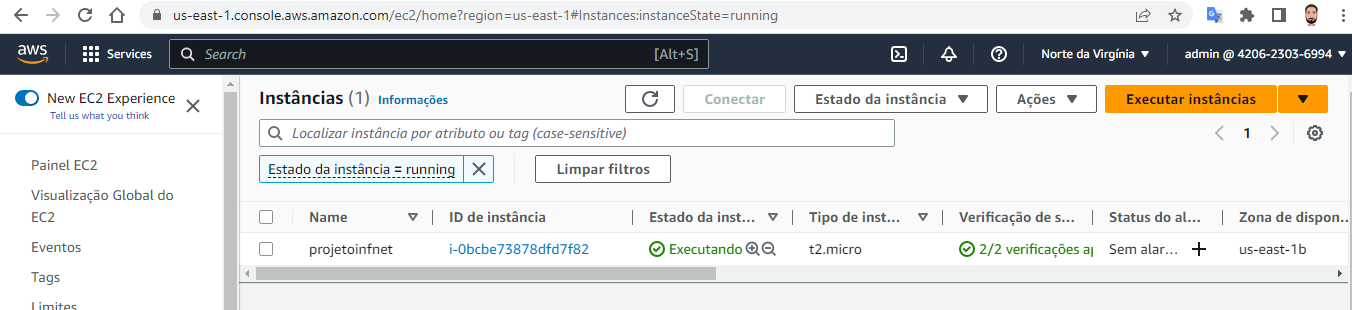 us-east-1.console.aws.amazon.com/ec2/home?region=us-east-1#Instances:instanceState=running
aws Services Search [Alt+S] Norte da Virgínia admin @ 4206-2303-6994
New EC2 Experience
Tell us what you think
Painel EC2
Visualização Global do
EC2
Eventos
Tags
Limites
Instâncias (1) Informações Conectar Estado da instância Ações Executar instâncias
Localizar instância por atributo ou tag (case-sensitive) 1
Estado da instância = running Limpar filtros
Name ID de instância Estado da inst... Tipo de inst... Verificação de s... Status do al... Zona de dispon...
projetoinfnet i-0bcbe73878dfd7f82 Executando t2.micro 2/2 verificações ap Sem alar... us-east-1b